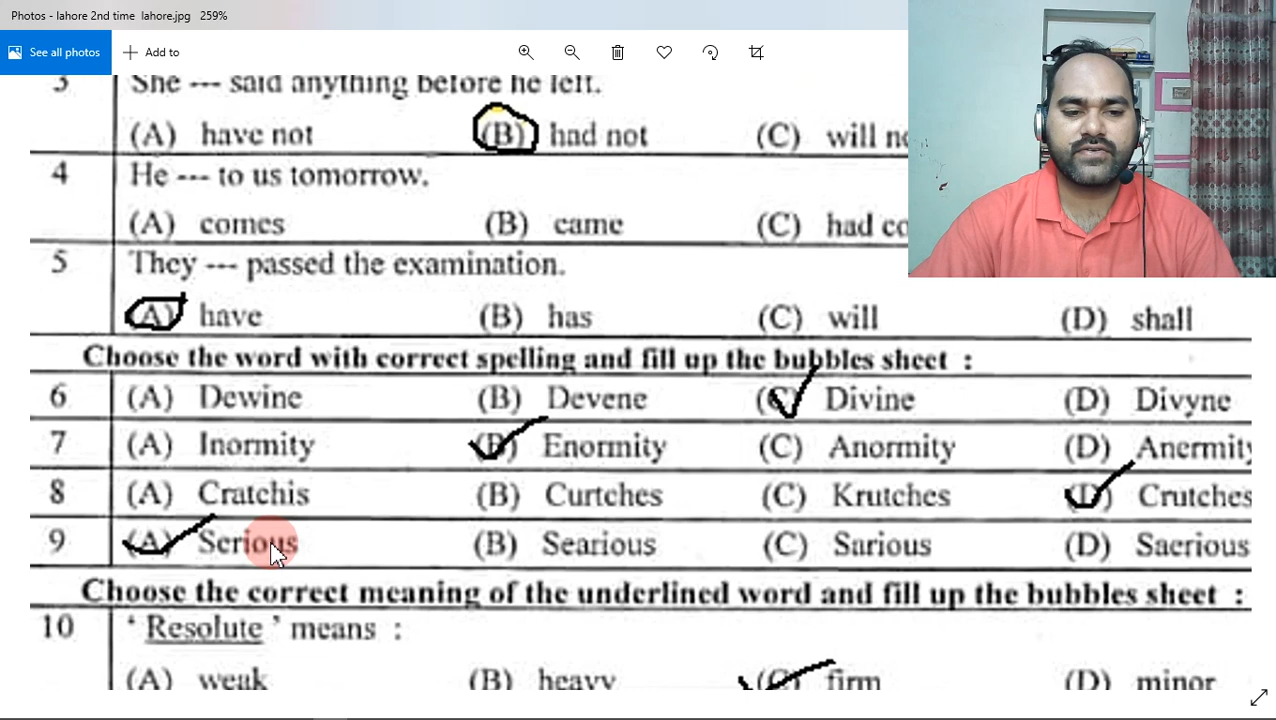 Photos - lahore 2nd time lahore.jpg 259%
See all photos + Add to
3 She --- said anything before he left.
(A) have not (B) had not (C) will
4 He --- to us tomorrow.
(A) comes (B) came (C) had
5 They --- passed the examination.
(A) have (B) has (C) will (D) shall
Choose the word with correct spelling and fill up the bubbles sheet :
6 (A) Dewine (B) Devene (C) Divine (D) Divyne
7 (A) Inormity (B) Enormity (C) Anormity (D) Anermity
8 (A) Cratchis (B) Curtches (C) Krutches (D) Crutches
9 (A) Serious (B) Searious (C) Sarious (D) Saerious
Choose the correct meaning of the underlined word and fill up the bubbles sheet :
10 ' Resolute ' means :
(A) weak (B) heavy (C) firm (D) minor